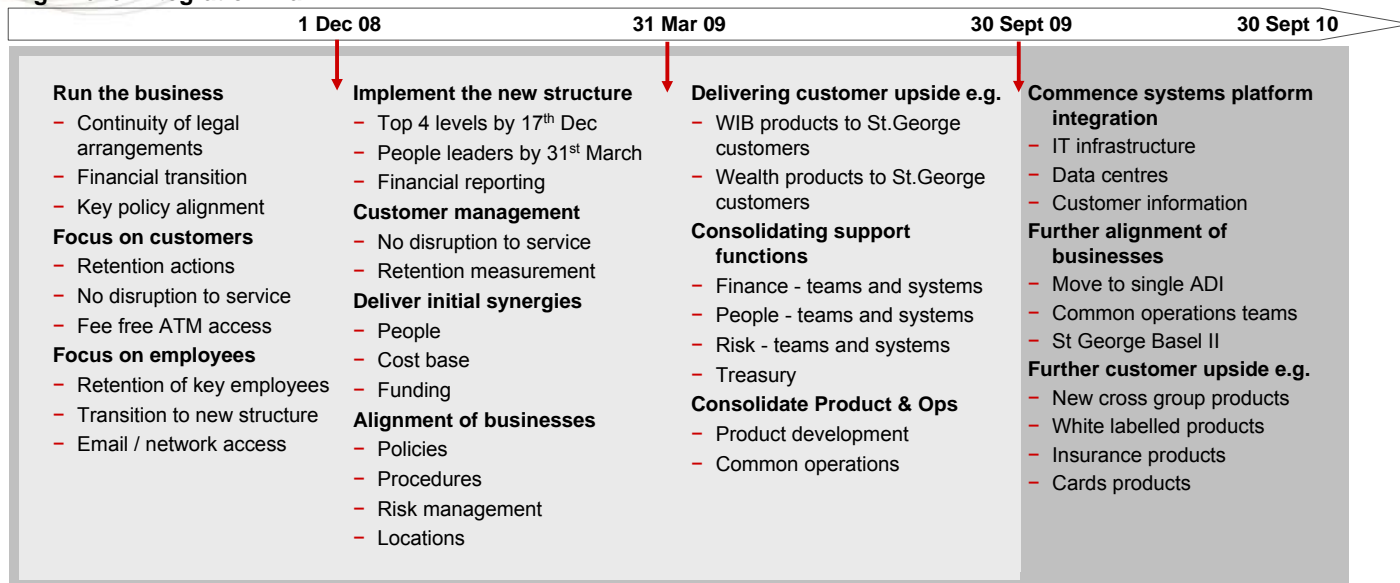 1 Dec 08
31 Mar 09
30 Sept 09
30 Sept 10
Run the business
− Continuity of legal
arrangements
− Financial transition
− Key policy alignment
Focus on customers
− Retention actions
− No disruption to service
− Fee free ATM access
Focus on employees
− Retention of key employees
− Transition to new structure
− Email / network access
Implement the new structure
− Top 4 levels by 17th Dec
− People leaders by 31st March
− Financial reporting
Customer management
− No disruption to service
− Retention measurement
Deliver initial synergies
− People
− Cost base
− Funding
Alignment of businesses
− Policies
− Procedures
− Risk management
− Locations
Delivering customer upside e.g.
− WIB products to St.George
customers
− Wealth products to St.George
customers
Consolidating support
functions
− Finance - teams and systems
− People - teams and systems
− Risk - teams and systems
− Treasury
Consolidate Product & Ops
− Product development
− Common operations
Commence systems platform
integration
− IT infrastructure
− Data centres
− Customer information
Further alignment of
businesses
− Move to single ADI
− Common operations teams
− St George Basel II
Further customer upside e.g.
− New cross group products
− White labelled products
− Insurance products
− Cards products